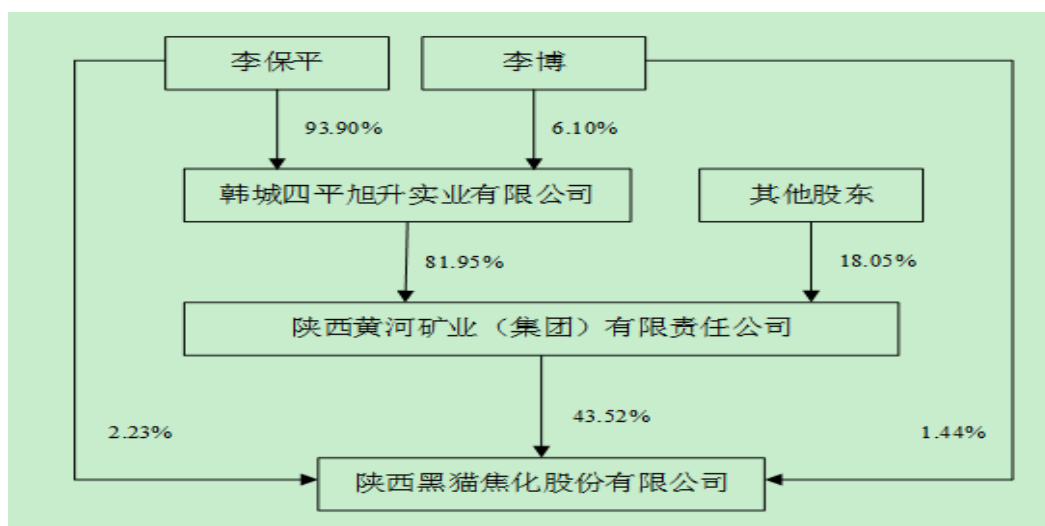 李保平
李博
93.90%
6.10%
韩城四平旭升实业有限公司
其他股东
81.95%
18.05%
陕西黄河矿业（集团）有限责任公司
43.52%
2.23%
1.44%
陕西黑猫焦化股份有限公司